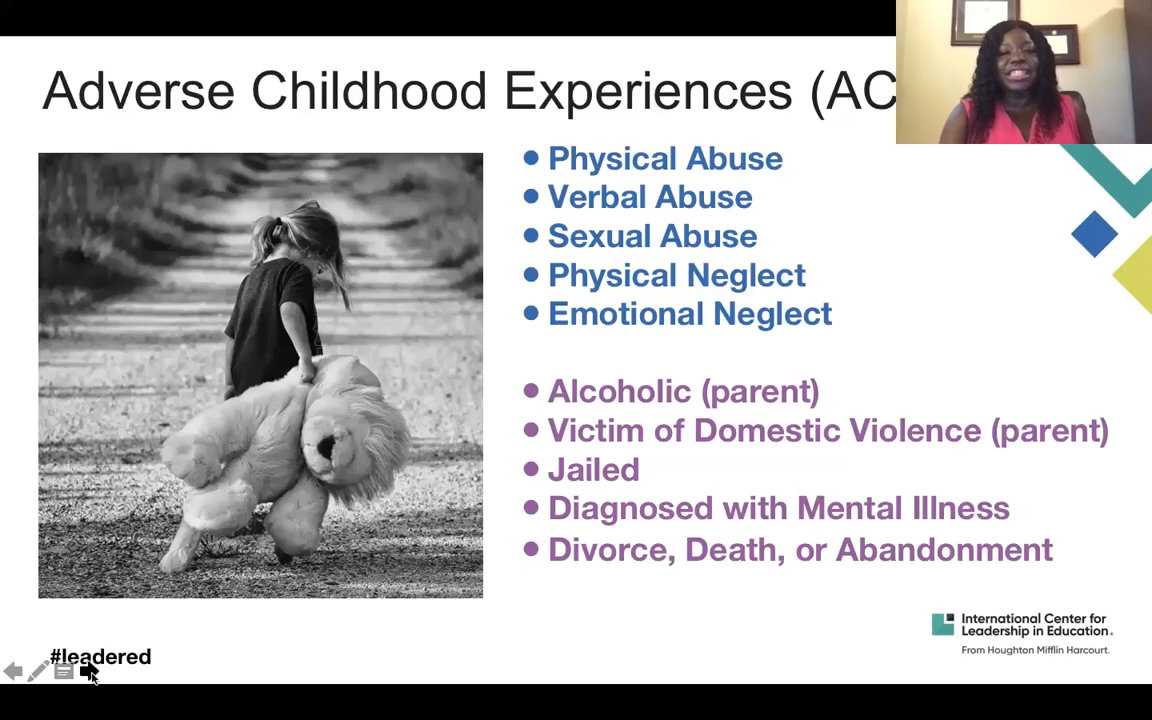 Adverse Childhood Experiences (AC
• Physical Abuse
• Verbal Abuse
• Sexual Abuse
• Physical Neglect
• Emotional Neglect
• Alcoholic (parent)
• Victim of Domestic Violence (parent)
• Jailed
• Diagnosed with Mental Illness
• Divorce, Death, or Abandonment
International Center for
Leadership in Education.
From Houghton Mifflin Harcourt.
#leadered